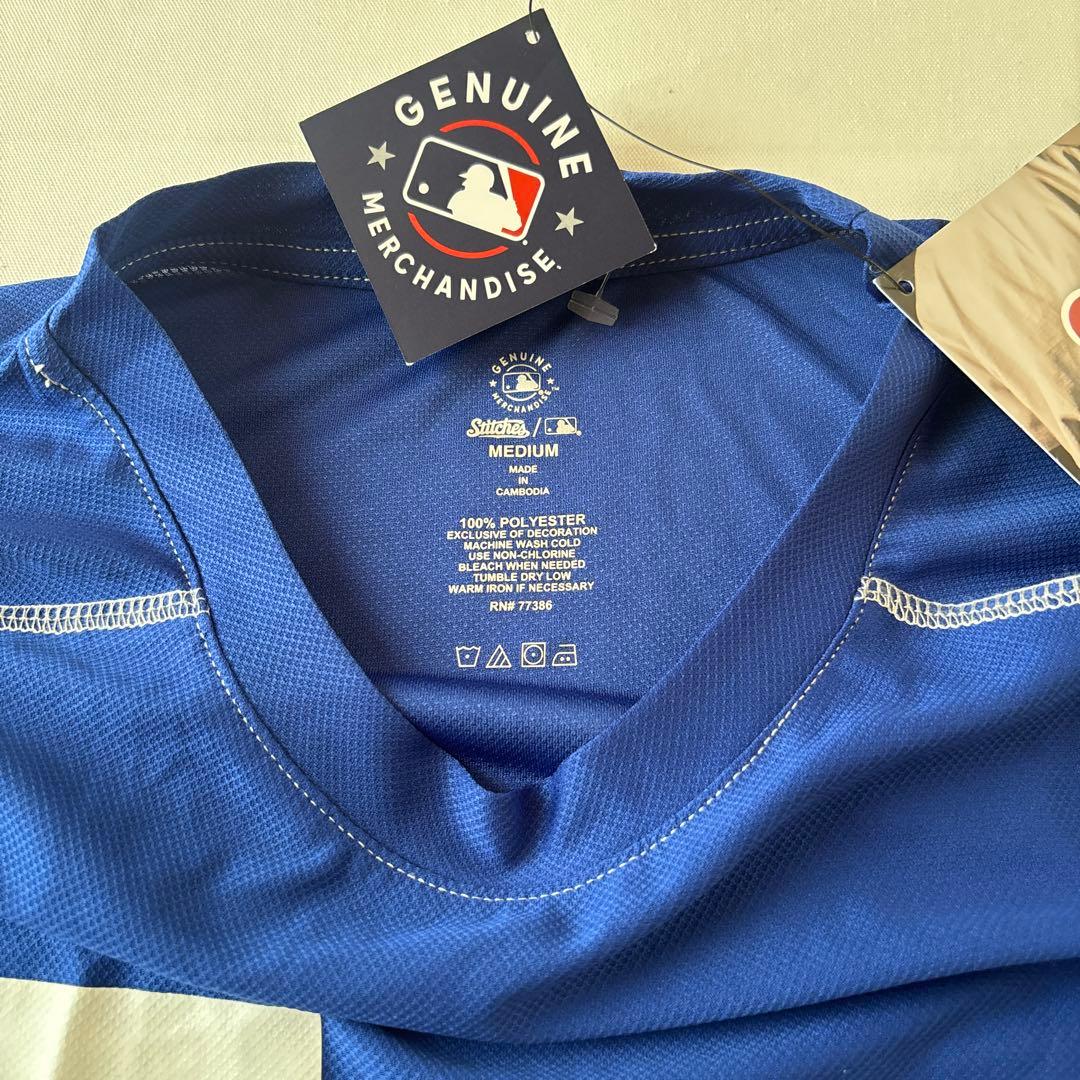 GENUINE
MERCHANDISE
GENUINE
MERCHANDISE™
Stitches /
MEDIUM
MADE
IN
CAMBODIA
100% POLYESTER
EXCLUSIVE OF DECORATION
MACHINE WASH COLD
USE NON-CHLORINE
BLEACH WHEN NEEDED
TUMBLE DRY LOW
WARM IRON IF NECESSARY
RN# 77386